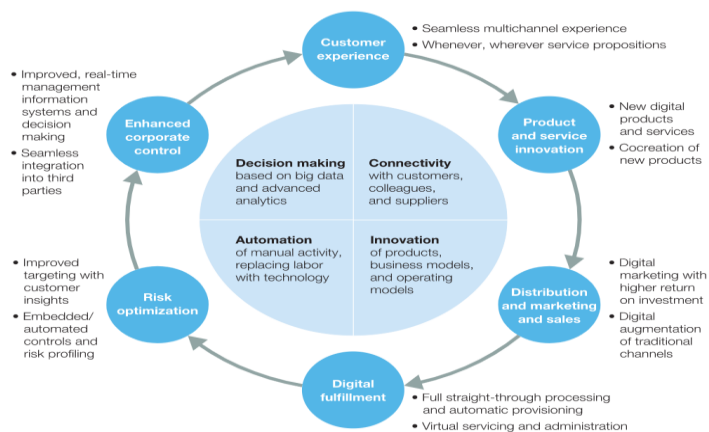 Customer
experience
• Seamless multichannel experience
• Whenever, wherever service propositions
Product
and service
innovation
• New digital
products
and services
• Cocreation of
new products
Distribution
and marketing
and sales
• Digital
marketing with
higher return
on investment
• Digital
augmentation
of traditional
channels
Digital
fulfillment
• Full straight-through processing
and automatic provisioning
• Virtual servicing and administration
Risk
optimization
• Improved
targeting with
customer
insights
• Embedded/
automated
controls and
risk profiling
Enhanced
corporate
control
• Improved, real-time
management
information
systems and
decision
making
• Seamless
integration
into third
parties
Decision making
based on big data
and advanced
analytics
Connectivity
with customers,
colleagues,
and suppliers
Automation
of manual activity,
replacing labor
with technology
Innovation
of products,
business models,
and operating
models